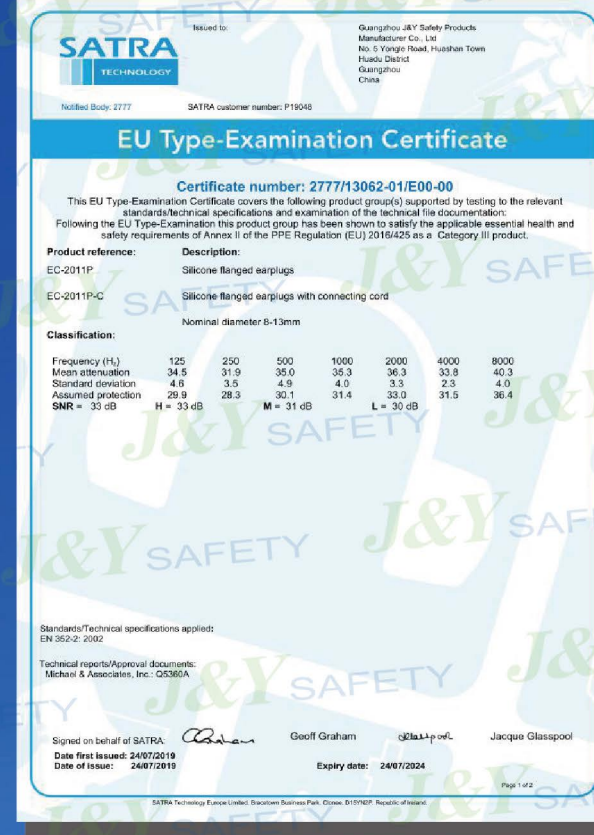 SATRA
TECHNOLOGY
Issued to:
Guangzhou J&Y Safety Products
Manufacturer Co., Ltd
No. 5 Yongle Road, Huashan Town
Huadu District
Guangzhou
China
Notified Body: 2777
SATRA customer number: P19048
EU Type-Examination Certificate
Certificate number: 2777/13062-01/E00-00
This EU Type-Examination Certificate covers the following product group(s) supported by testing to the relevant
standards/technical specifications and examination of the technical file documentation:
Following the EU Type-Examination this product group has been shown to satisfy the applicable essential health and
safety requirements of Annex II of the PPE Regulation (EU) 2016/425 as a Category III product.
Product reference: Description:
EC-2011P Silicone flanged earplugs
EC-2011P-C Silicone flanged earplugs with connecting cord
Nominal diameter 8-13mm
Classification:
Frequency (Hz) 125 250 500 1000 2000 4000 8000
Mean attenuation 34.5 31.9 35.0 35.3 36.3 33.8 40.3
Standard deviation 4.6 3.5 4.9 4.0 3.3 2.3 4.0
Assumed protection 29.9 28.3 30.1 31.4 33.0 31.5 36.4
SNR = 33 dB H = 33 dB M = 31 dB L = 30 dB
J&Y SAFETY
Standards/Technical specifications applied:
EN 352-2: 2002
Technical reports/Approval documents:
Michael & Associates, Inc.: Q5360A
Signed on behalf of SATRA: Geoff Graham Jacque Glasspool
Date first issued: 24/07/2019
Date of issue: 24/07/2019 Expiry date: 24/07/2024
Page 1 of 2
SATRA Technology Europe Limited, Bracetown Business Park, Clonee, D15YN2P, Republic of Ireland.